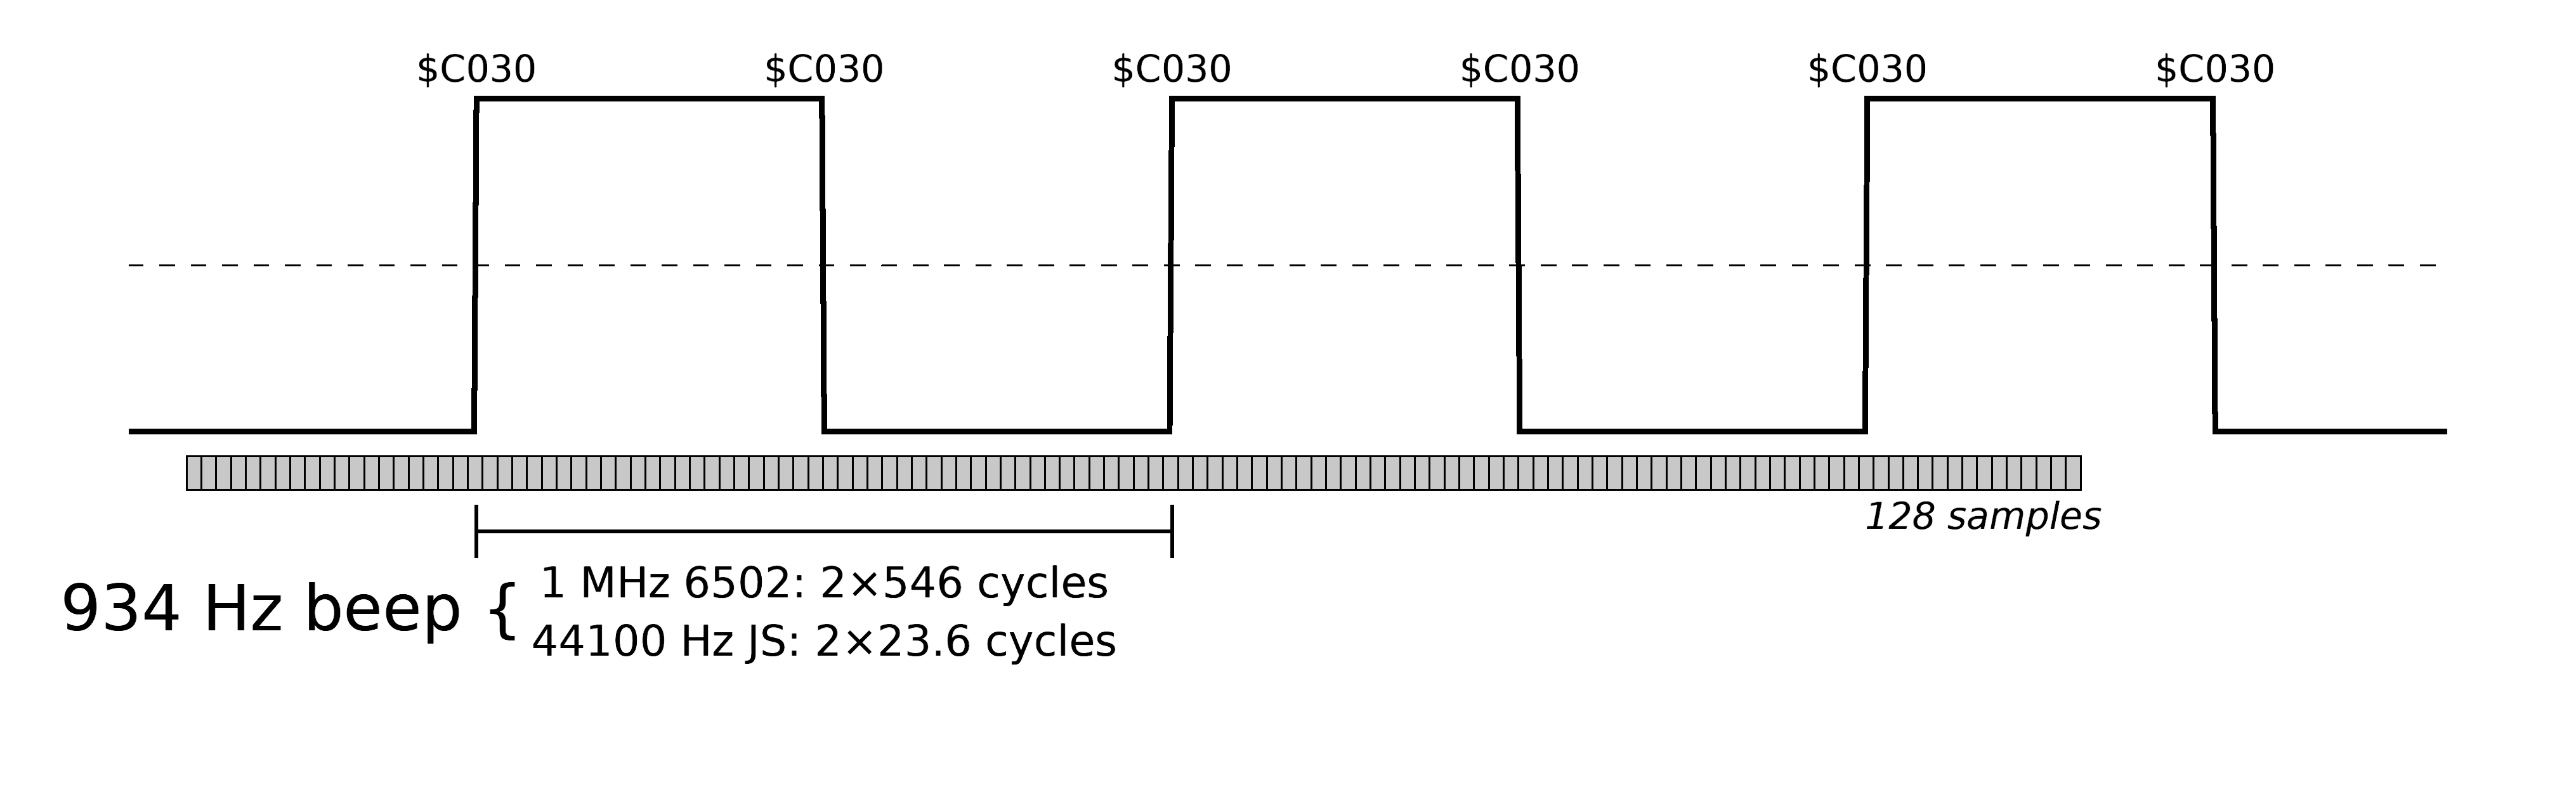 $C030 $C030 $C030 $C030 $C030 $C030
128 samples
934 Hz beep {
1 MHz 6502: 2×546 cycles
44100 Hz JS: 2×23.6 cycles